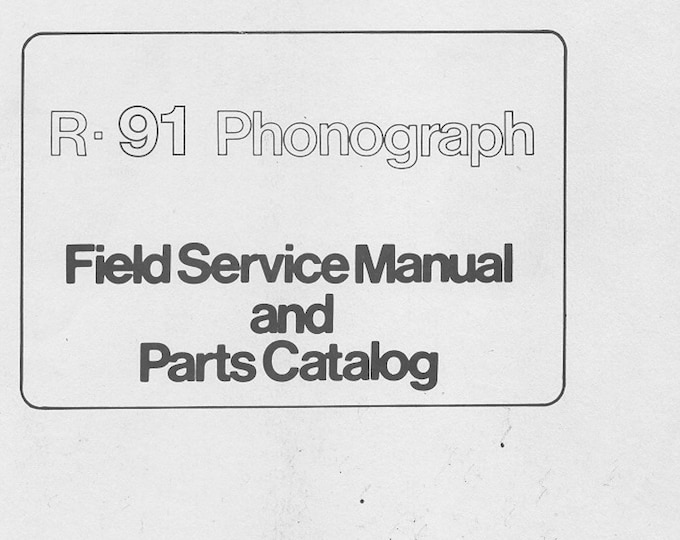 R-91 Phonograph
Field Service Manual
and
Parts Catalog